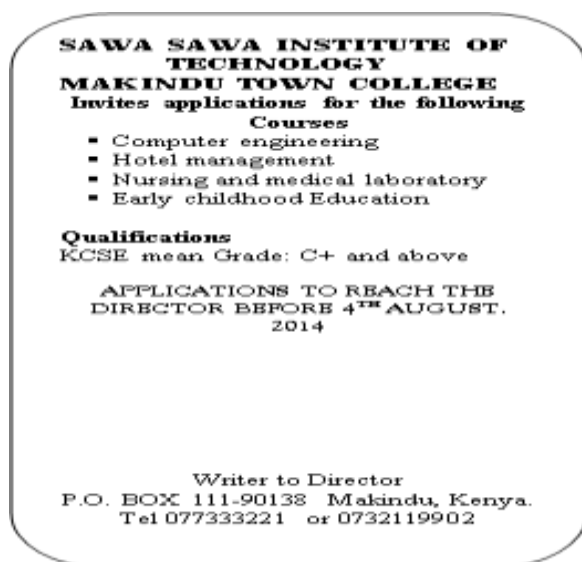 SAWA SAWA INSTITUTE OF
TECHNOLOGY
MAKINDU TOWN COLLEGE
Invites applications for the following
Courses
▪ Computer engineering
▪ Hotel management
▪ Nursing and medical laboratory
▪ Early childhood Education
Qualifications
KCSE mean Grade: C+ and above
APPLICATIONS TO REACH THE
DIRECTOR BEFORE 4TH AUGUST.
2014
Writer to Director
P.O. BOX 111-90138 Makindu, Kenya.
Tel 077333221 or 0732119902